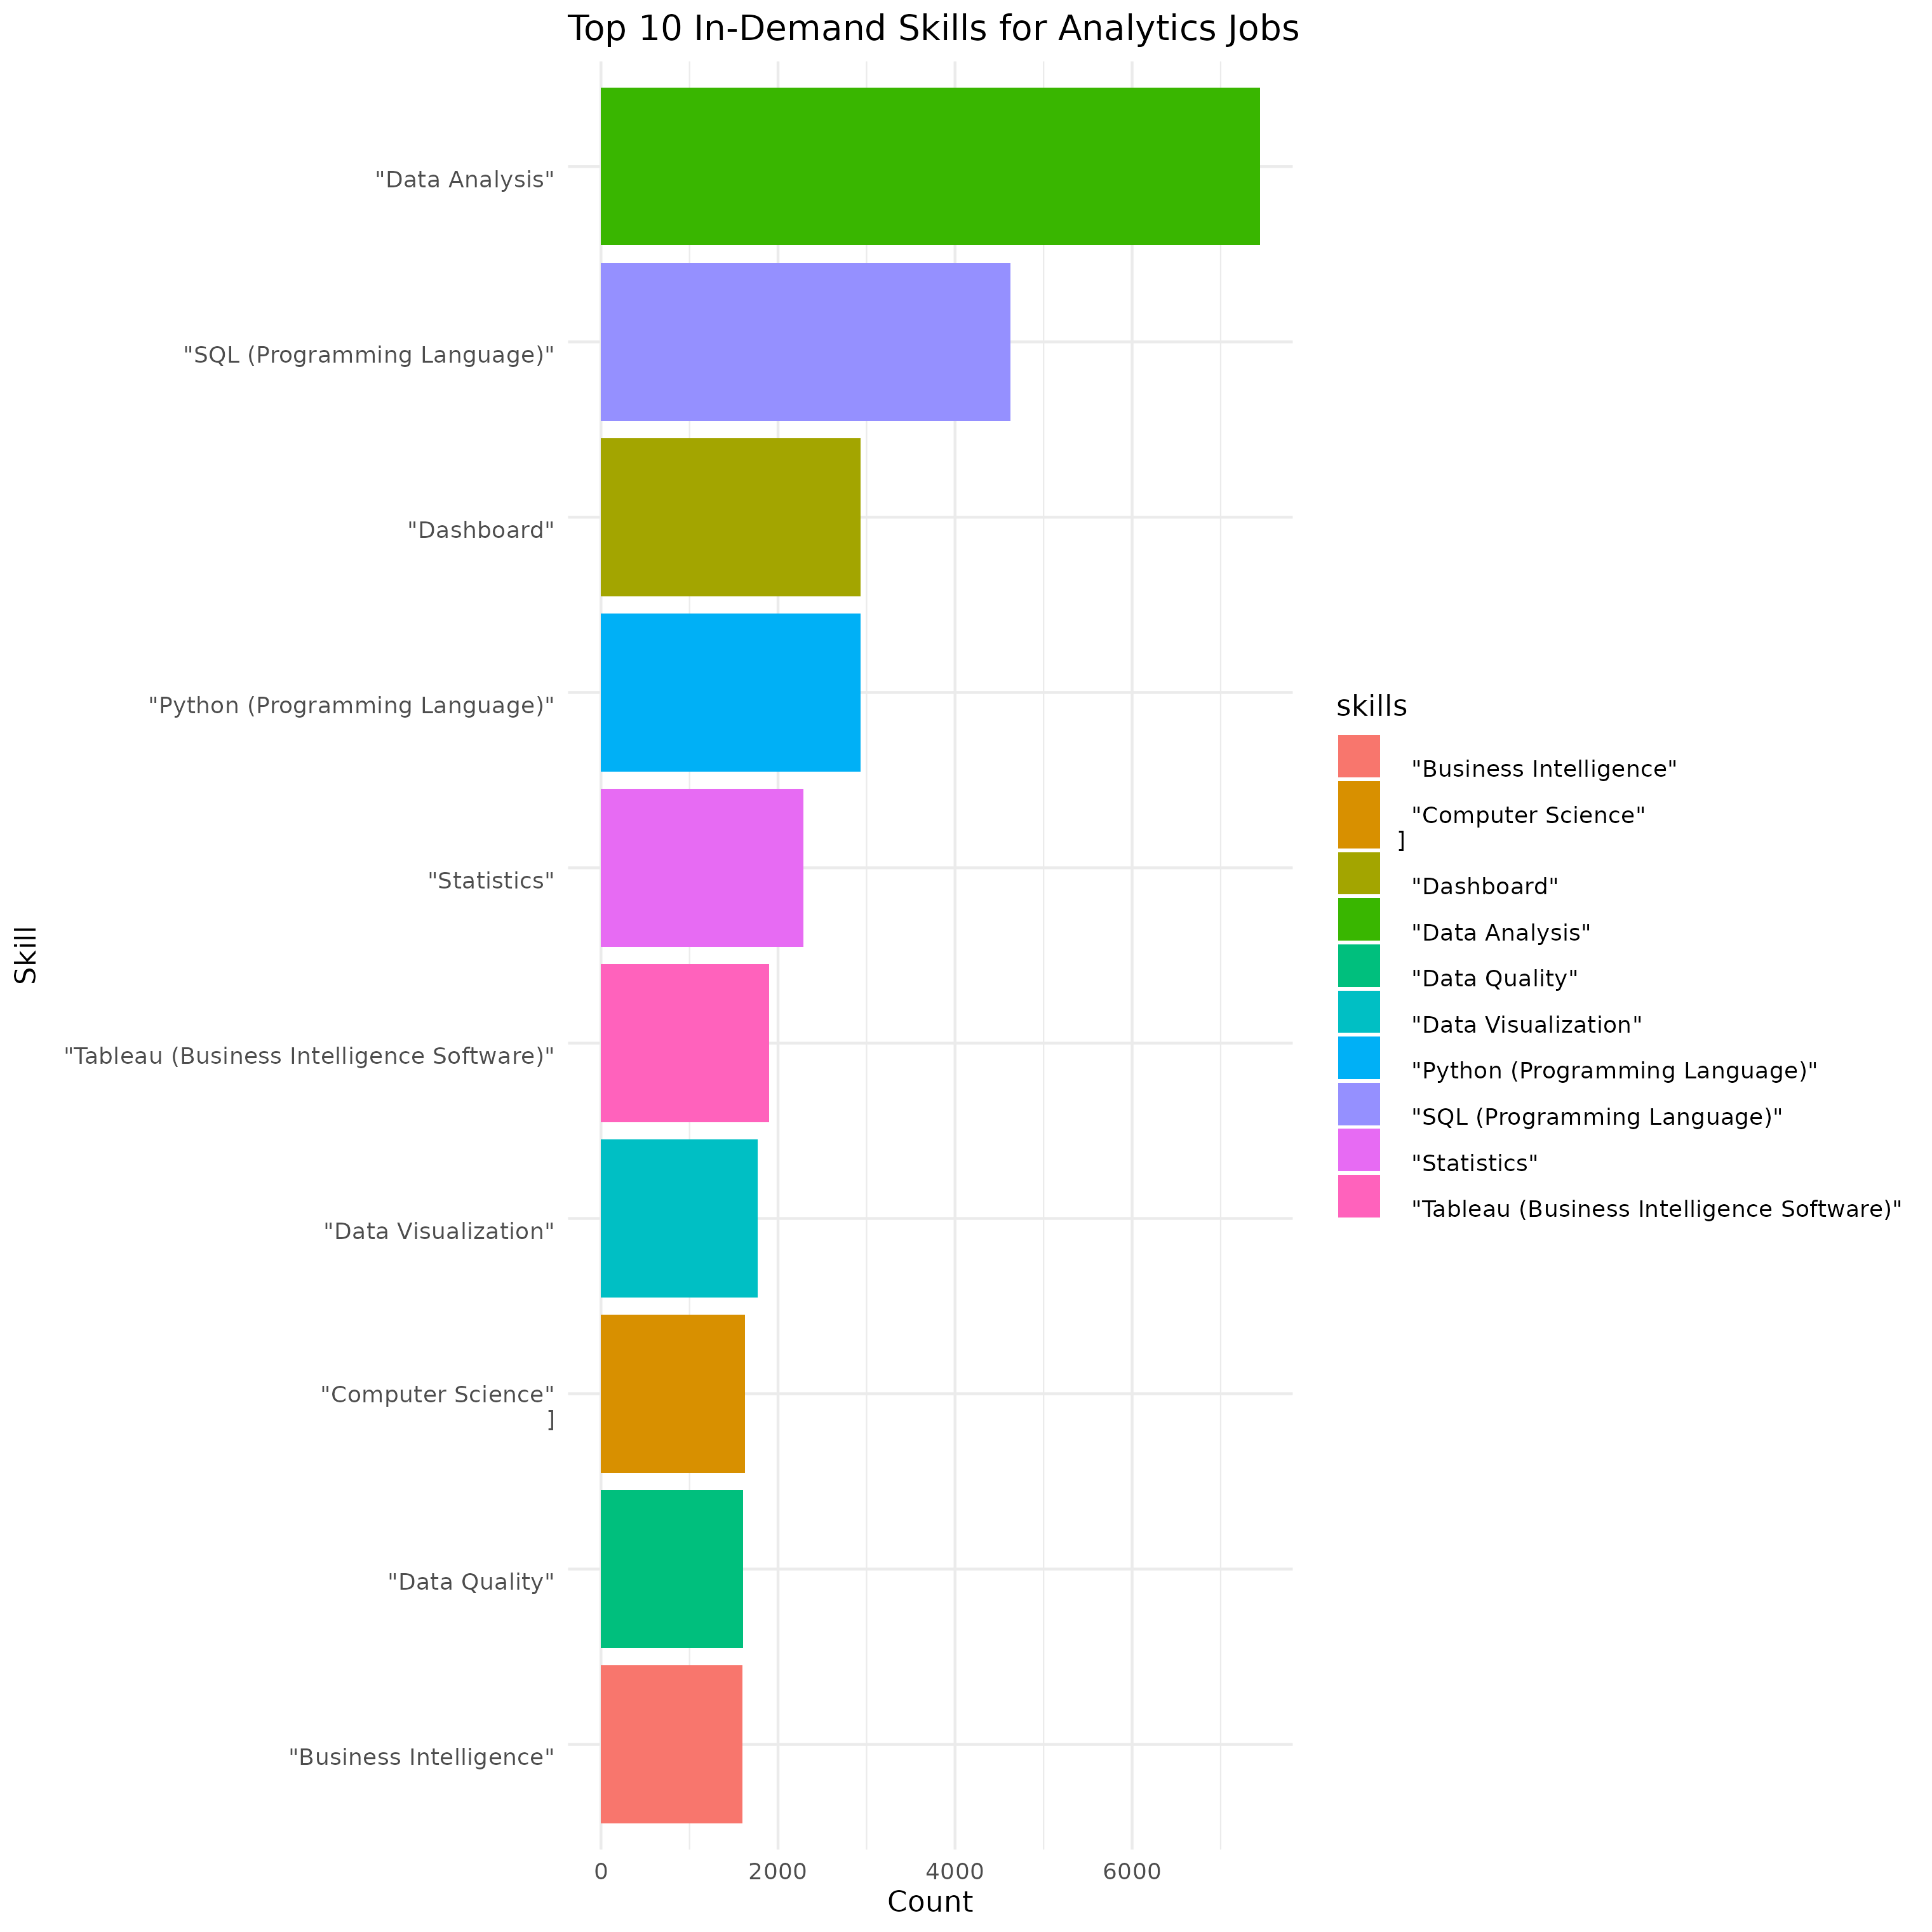 Top 10 In-Demand Skills for Analytics Jobs
"Data Analysis"
"SQL (Programming Language)"
"Dashboard"
"Python (Programming Language)"
"Statistics"
"Tableau (Business Intelligence Software)"
"Data Visualization"
"Computer Science"
]
"Data Quality"
"Business Intelligence"
Skill
0 2000 4000 6000
Count
skills
"Business Intelligence"
"Computer Science"
]
"Dashboard"
"Data Analysis"
"Data Quality"
"Data Visualization"
"Python (Programming Language)"
"SQL (Programming Language)"
"Statistics"
"Tableau (Business Intelligence Software)"